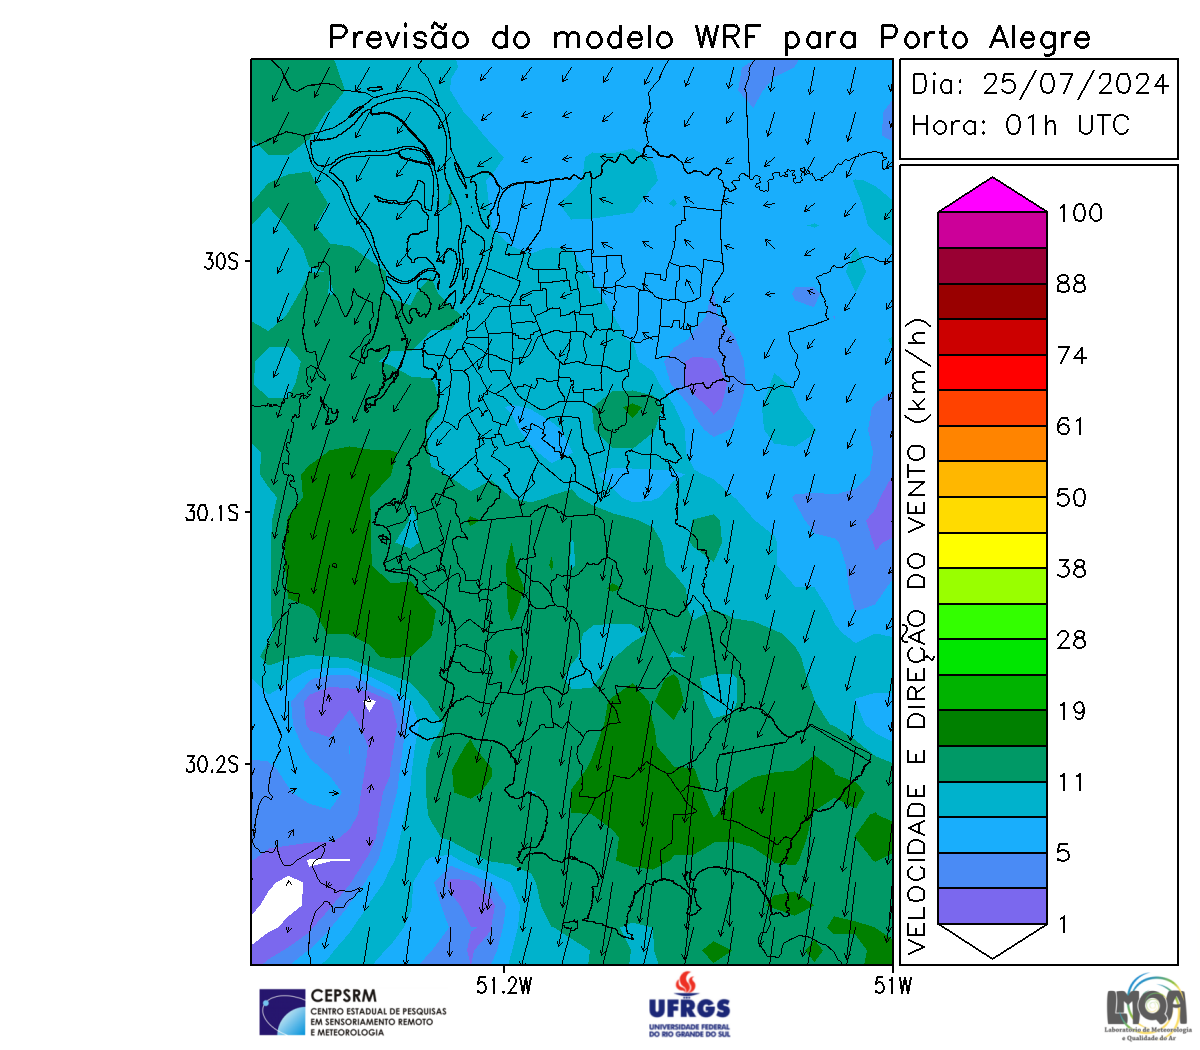 Previsão do modelo WRF para Porto Alegre
Dia: 25/07/2024
Hora: 01h UTC
30S
30.1S
30.2S
51.2W
51W
VELOCIDADE E DIREÇÃO DO VENTO (km/h)
100
88
74
61
50
38
28
19
11
5
1
CEPSRM
CENTRO ESTADUAL DE PESQUISAS
EM SENSORIAMENTO REMOTO
E METEOROLOGIA
UFRGS
UNIVERSIDADE FEDERAL
DO RIO GRANDE DO SUL
LMQA
Laboratório de Meteorologia
e Qualidade do Ar